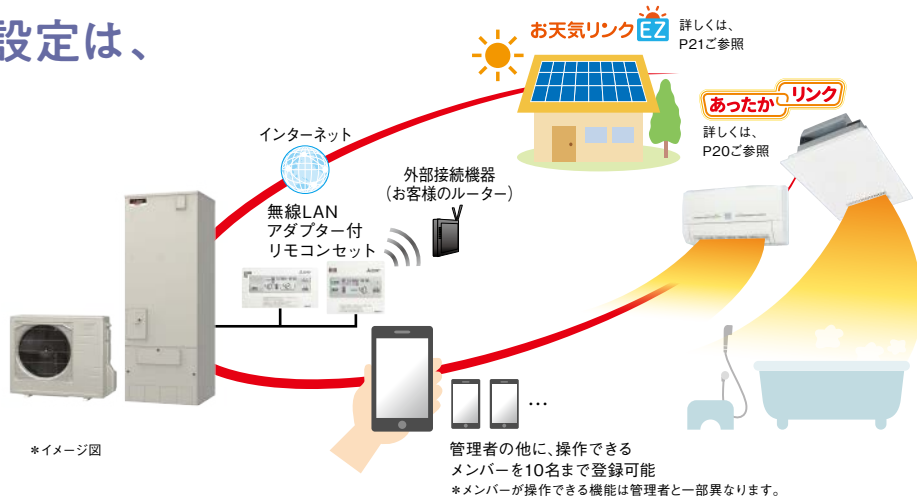 設定は、
お天気リンク EZ
詳しくは、
P21ご参照
あったかリンク
詳しくは、
P20ご参照
インターネット
外部接続機器
(お客様のルーター)
無線LAN
アダプター付
リモコンセット
…
管理者の他に、操作できる
メンバーを10名まで登録可能
*メンバーが操作できる機能は管理者と一部異なります。
*イメージ図